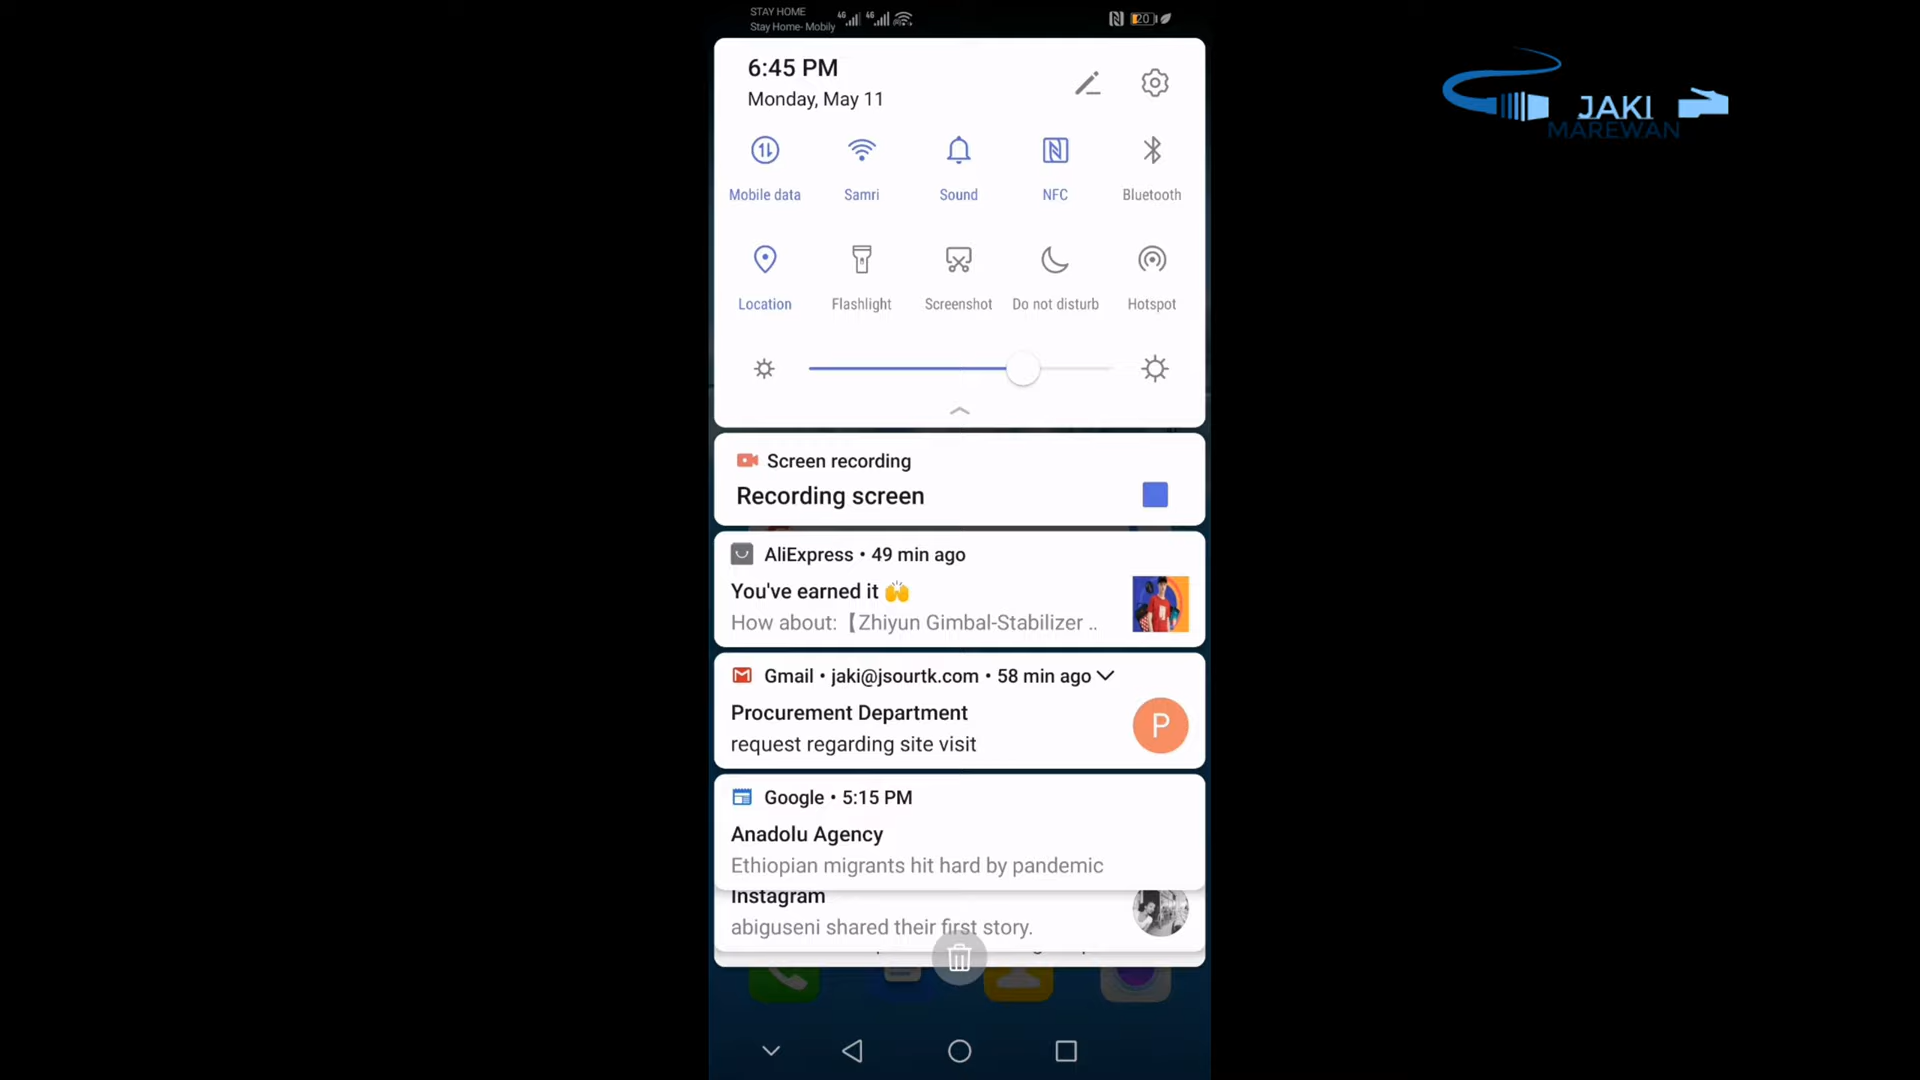 STAY HOME
Stay Home- Mobily
4G
4G
20
JAKI
MAREWAN
6:45 PM
Monday, May 11
Mobile data
Samri
Sound
NFC
Bluetooth
Location
Flashlight
Screenshot
Do not disturb
Hotspot
Screen recording
Recording screen
AliExpress • 49 min ago
You've earned it 🙌
How about:【Zhiyun Gimbal-Stabilizer ..
Gmail • jaki@jsourtk.com • 58 min ago
Procurement Department
request regarding site visit
P
Google • 5:15 PM
Anadolu Agency
Ethiopian migrants hit hard by pandemic
Instagram
abiguseni shared their first story.